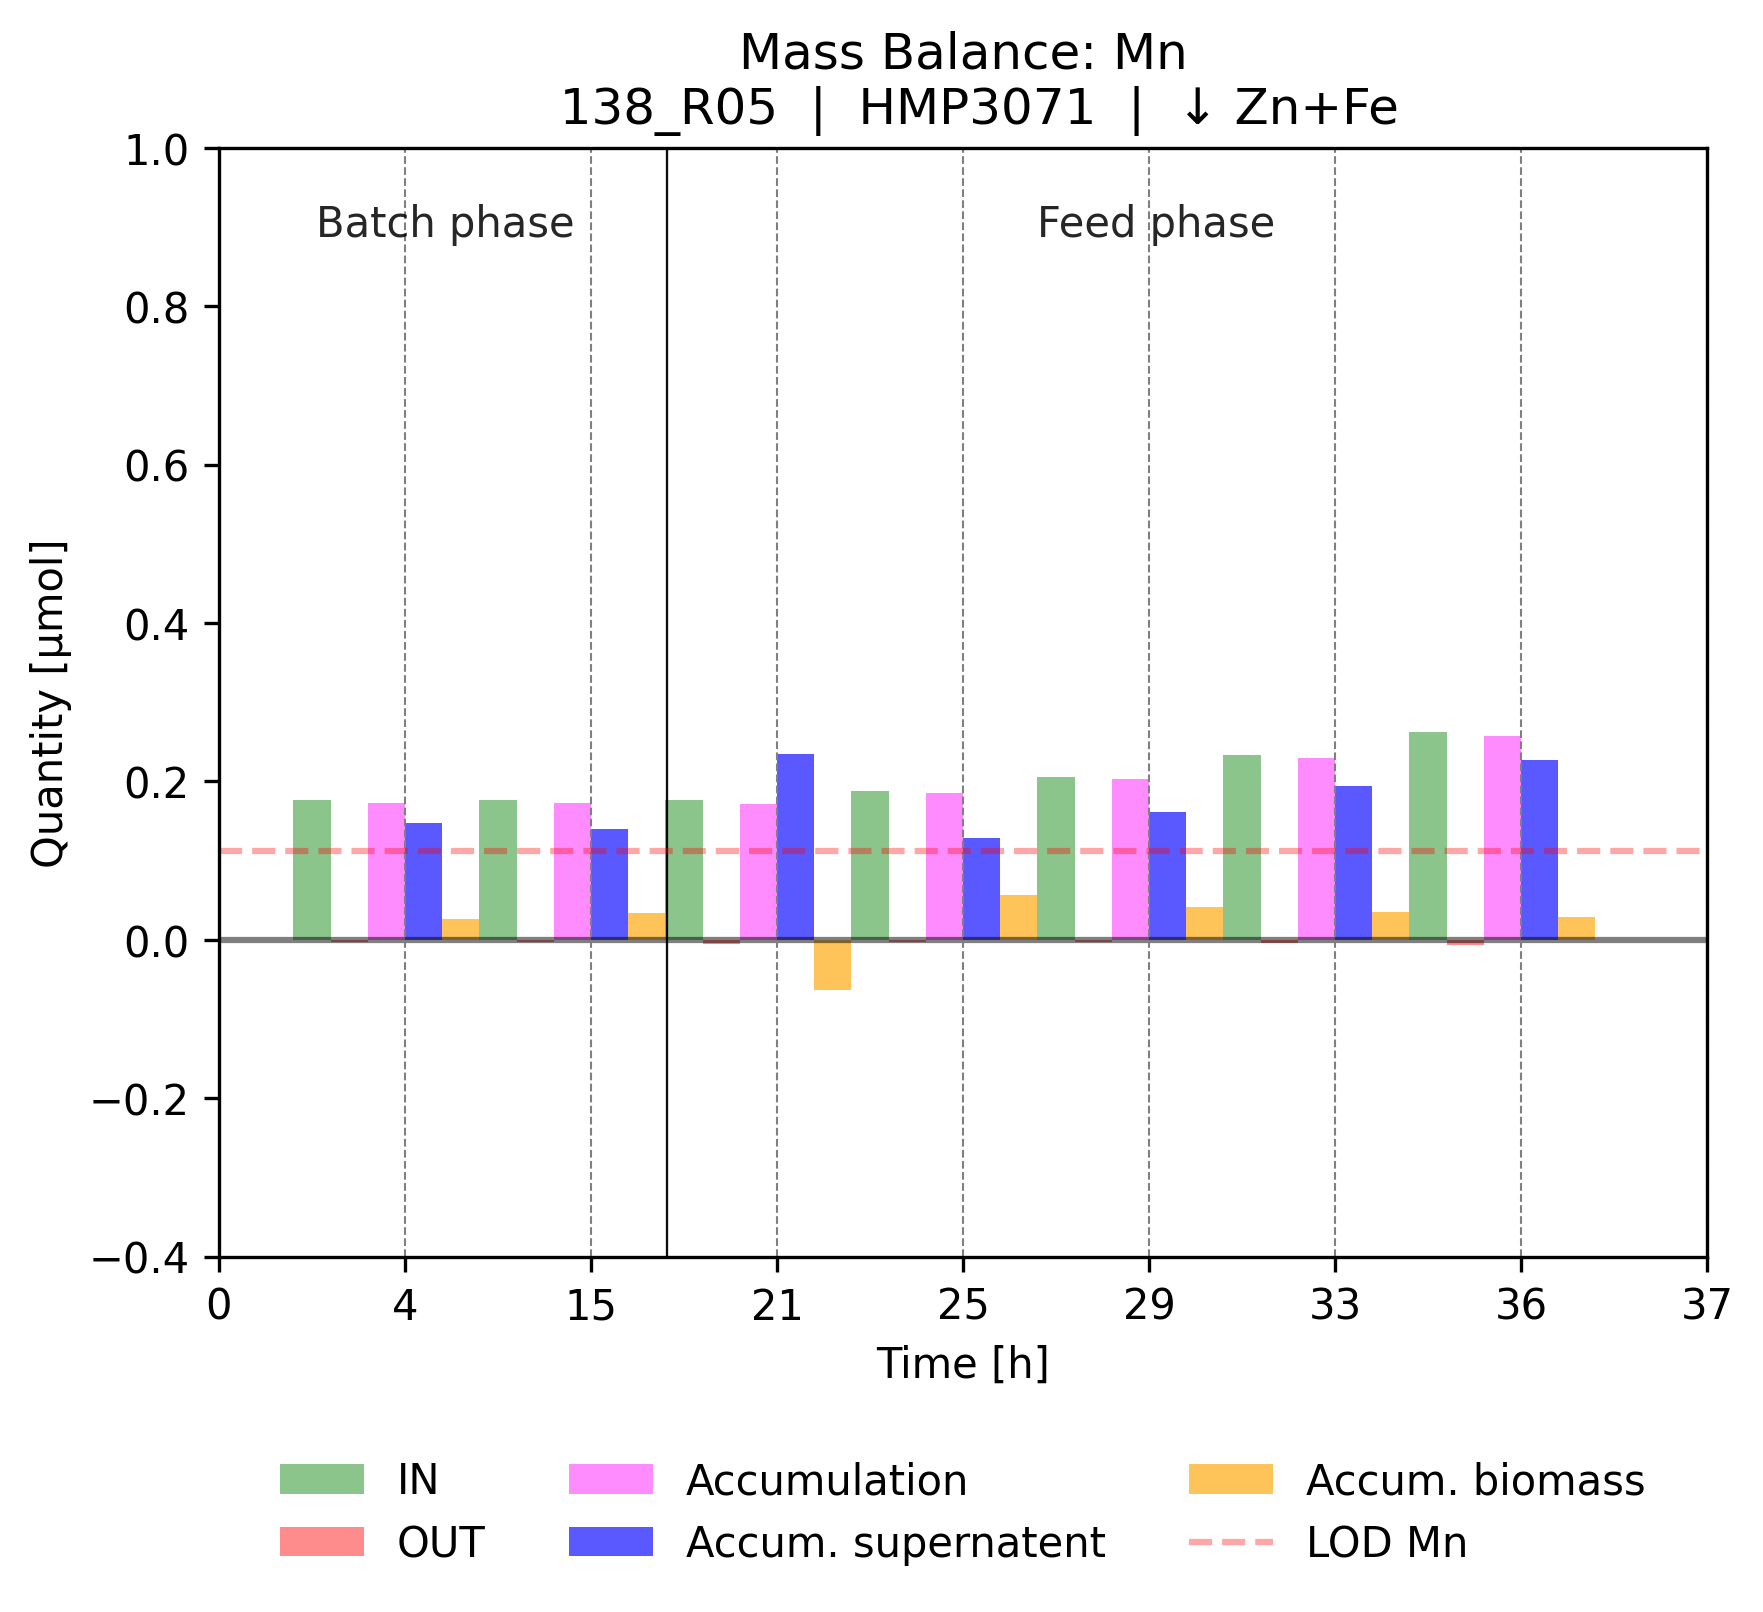 Mass Balance: Mn
138_R05 | HMP3071 | ↓ Zn+Fe
Batch phase
Feed phase
1.0
0.8
0.6
0.4
0.2
0.0
−0.2
−0.4
Quantity [µmol]
0 4 15 21 25 29 33 36 37
Time [h]
IN
OUT
Accumulation
Accum. supernatent
Accum. biomass
LOD Mn